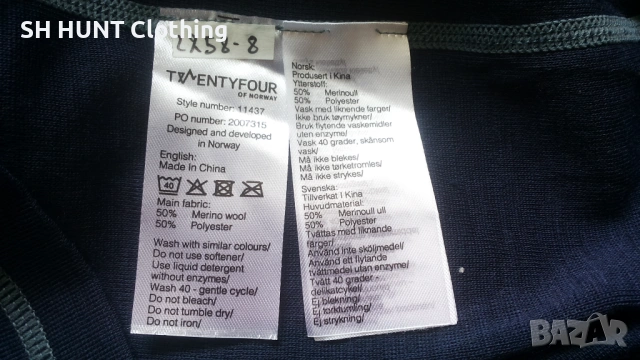 SH HUNT Clothing
2X58-8
TWENTYFOUR
OF NORWAY
Style number: 11437
PO number: 2007315
Designed and developed
in Norway
English:
Made in China
40
Main fabric:
50% Merino wool
50% Polyester
Wash with similar colours/
Do not use softener/
Use liquid detergent
without enzymes/
Wash 40 - gentle cycle/
Do not bleach/
Do not tumble dry/
Do not iron/
Norsk:
Produsert i Kina
Ytterstoff:
50% Merinoull
50% Polyester
Vask med liknende farger/
Ikke bruk tøymykner/
Bruk flytende vaskemidler
uten enzyme/
Vask 40 grader, skånsom
vask/
Må ikke blekes/
Må ikke tørketromles/
Må ikke strykes/
Svenska:
Tillverkat i Kina
Huvudmaterial:
50% Merinoull ull
50% Polyester
Tvättas med liknande
färger/
Använd inte sköljmedel/
Använd ett flytande
tvättmedel utan enzyme/
Tvätt 40 grader -
delikatcykel/
Ej blekning/
Ej torktumling/
Ej strykning/
BAZAR